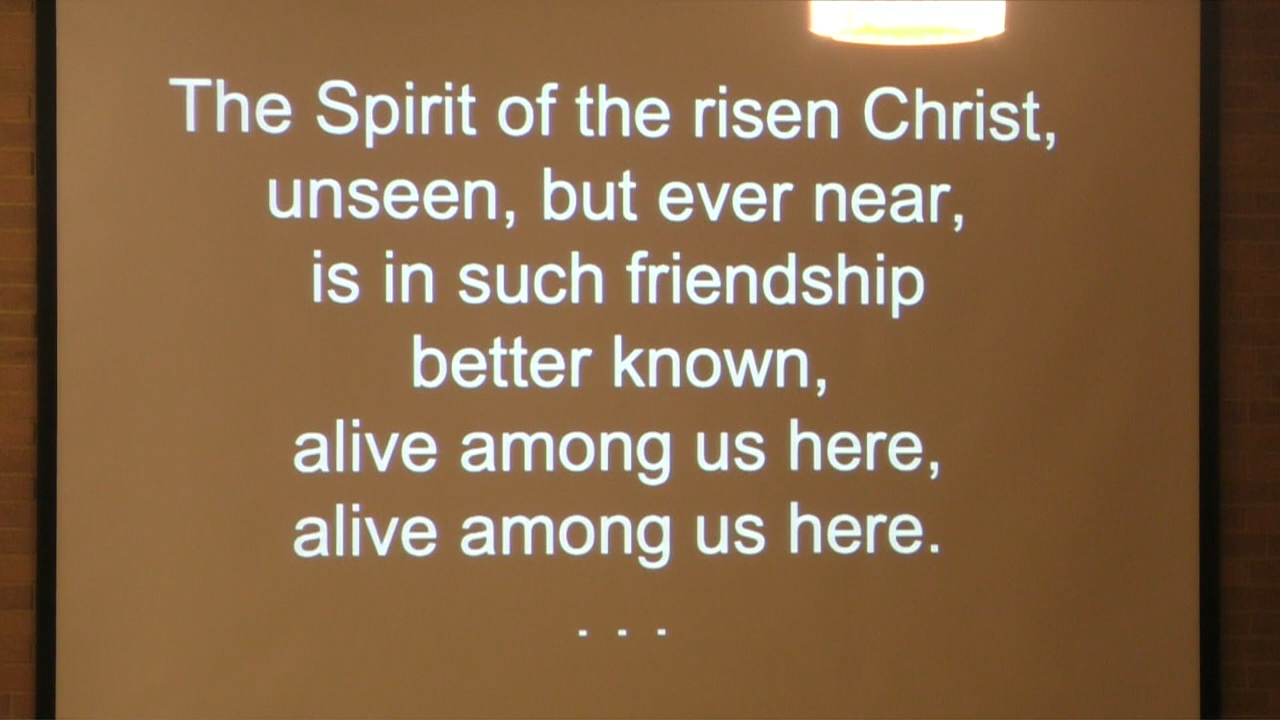 The Spirit of the risen Christ,
unseen, but ever near,
is in such friendship
better known,
alive among us here,
alive among us here.
. . .